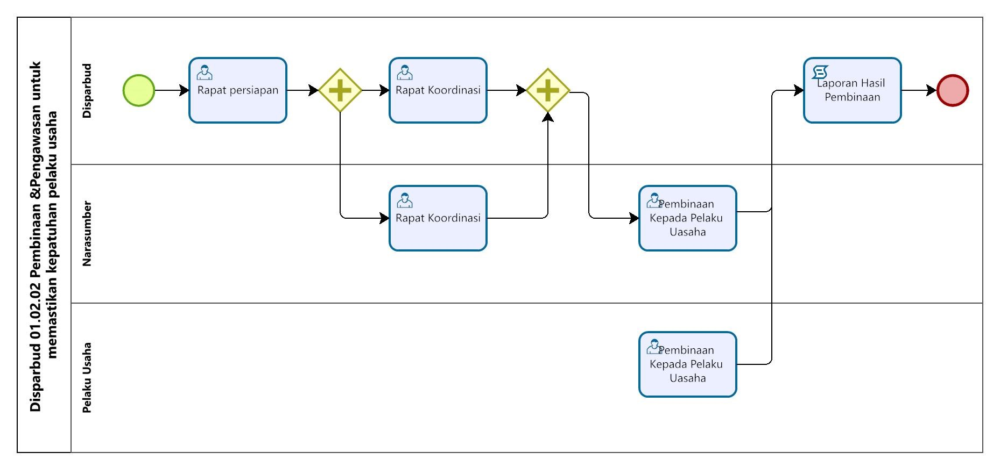 Disparbud 01.02.02 Pembinaan &Pengawasan untuk
memastikan kepatuhan pelaku usaha
Disparbud
Rapat persiapan
Rapat Koordinasi
Laporan Hasil
Pembinaan
Narasumber
Rapat Koordinasi
Pembinaan
Kepada Pelaku
Uasaha
Pelaku Usaha
Pembinaan
Kepada Pelaku
Uasaha